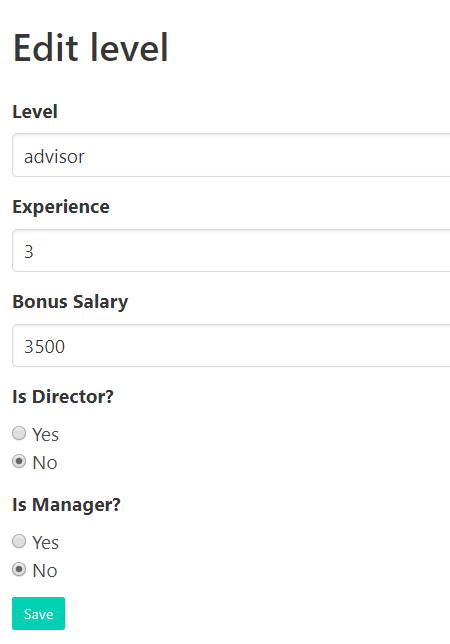 Edit level
Level
advisor
Experience
3
Bonus Salary
3500
Is Director?
Yes
No
Is Manager?
Yes
No
Save